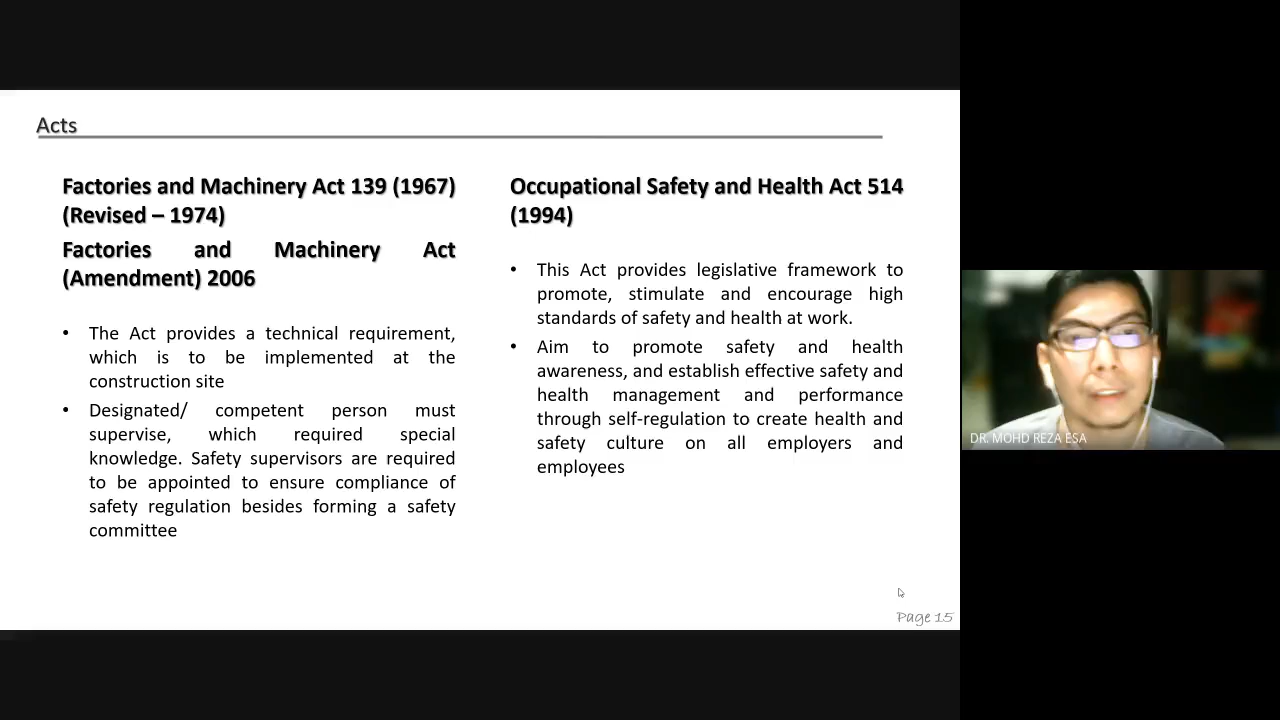 Acts
Factories and Machinery Act 139 (1967)
(Revised – 1974)
Factories and Machinery Act
(Amendment) 2006
• The Act provides a technical requirement,
which is to be implemented at the
construction site
• Designated/ competent person must
supervise, which required special
knowledge. Safety supervisors are required
to be appointed to ensure compliance of
safety regulation besides forming a safety
committee
Occupational Safety and Health Act 514
(1994)
• This Act provides legislative framework to
promote, stimulate and encourage high
standards of safety and health at work.
• Aim to promote safety and health
awareness, and establish effective safety and
health management and performance
through self-regulation to create health and
safety culture on all employers and
employees
Page 15
DR. MOHD REZA ESA